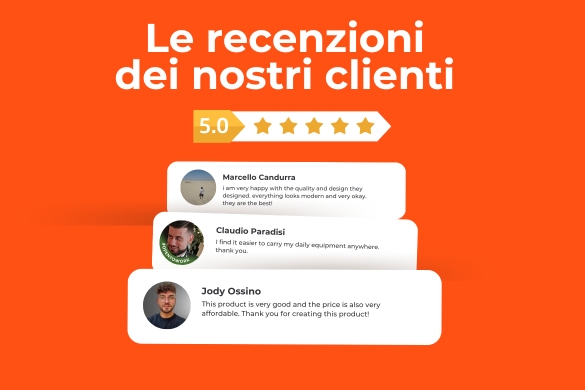 Le recenzioni
dei nostri clienti
5.0
Marcello Candurra
i am very happy with the quality and design they
designed. everything looks modern and very okay.
they are the best!
Claudio Paradisi
I find it easier to carry my daily equipment anywhere.
thank you.
#OPENTOWORK
Jody Ossino
This product is very good and the price is also very
affordable. Thank you for creating this product!